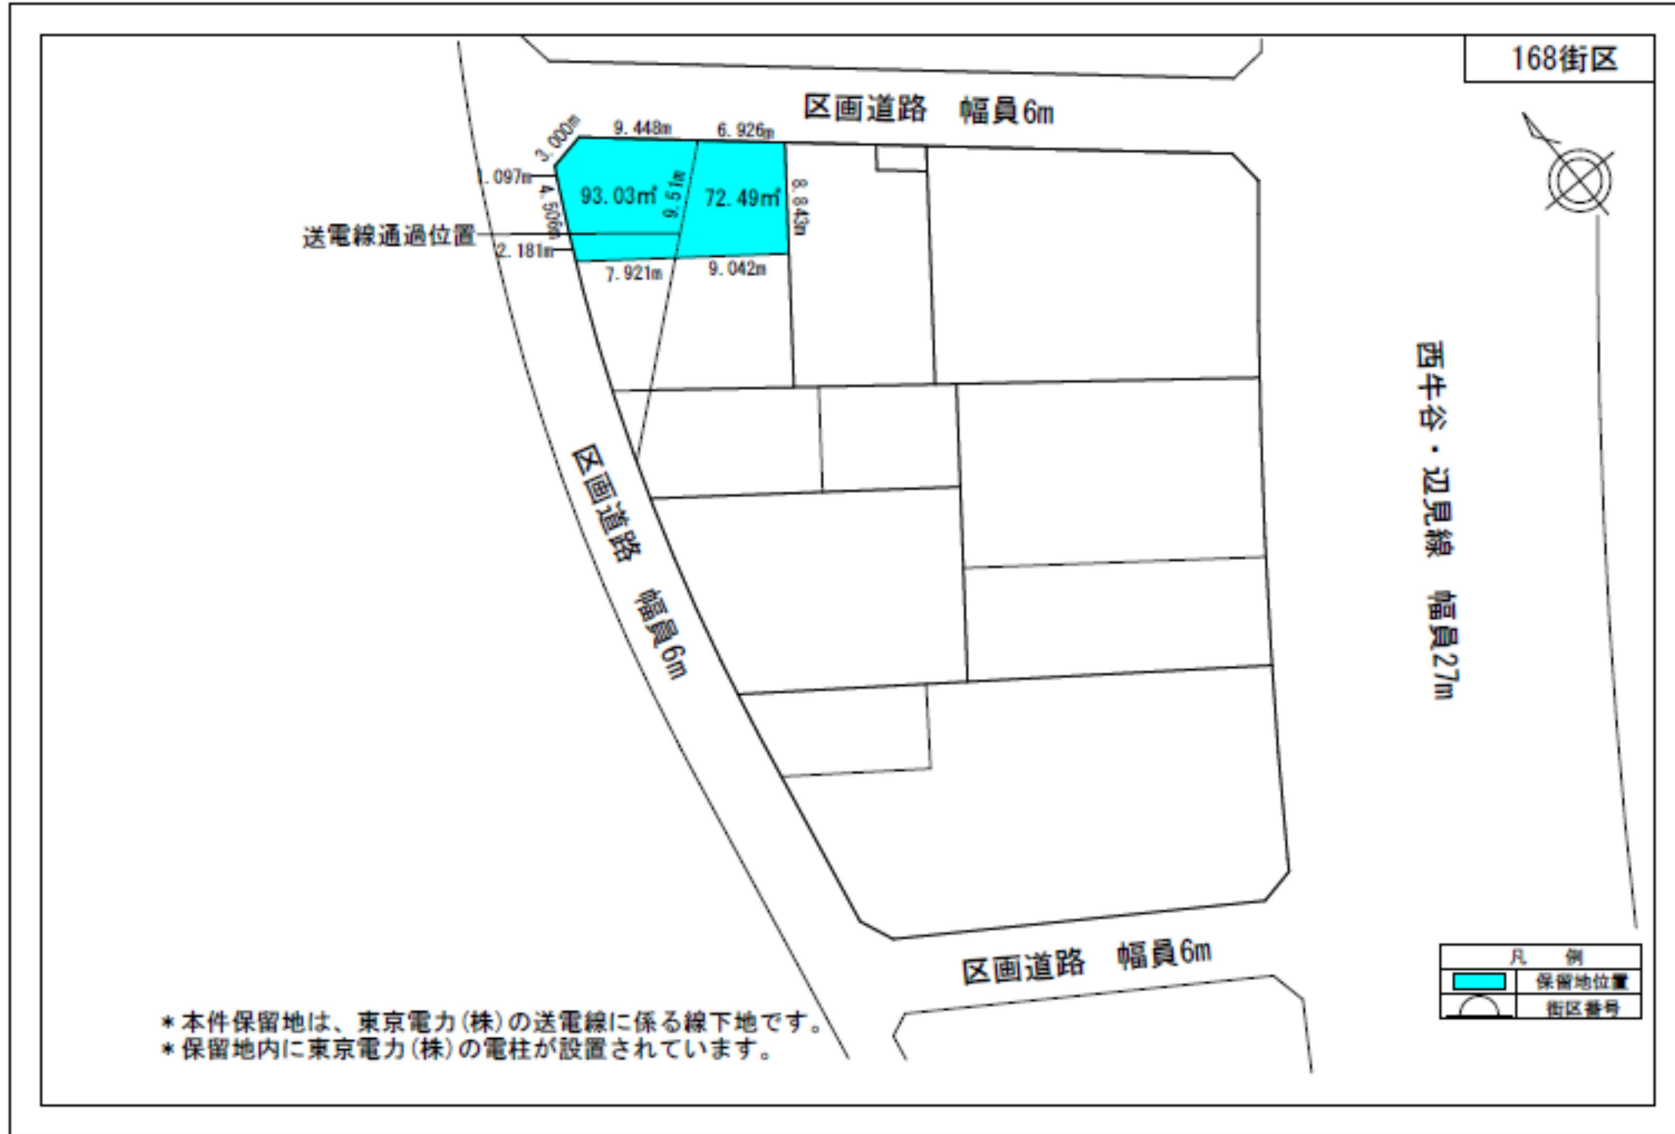 168街区
区画道路　幅員6m
3.000m
9.448m
6.926m
1.097m
4.506m
93.03㎡
9.51m
72.49㎡
8.843m
送電線通過位置
2.181m
7.921m
9.042m
西牛谷・辺見線　幅員27m
区画道路　幅員6m
区画道路　幅員6m
凡　例
保留地位置
街区番号
＊本件保留地は、東京電力(株)の送電線に係る線下地です。
＊保留地内に東京電力(株)の電柱が設置されています。